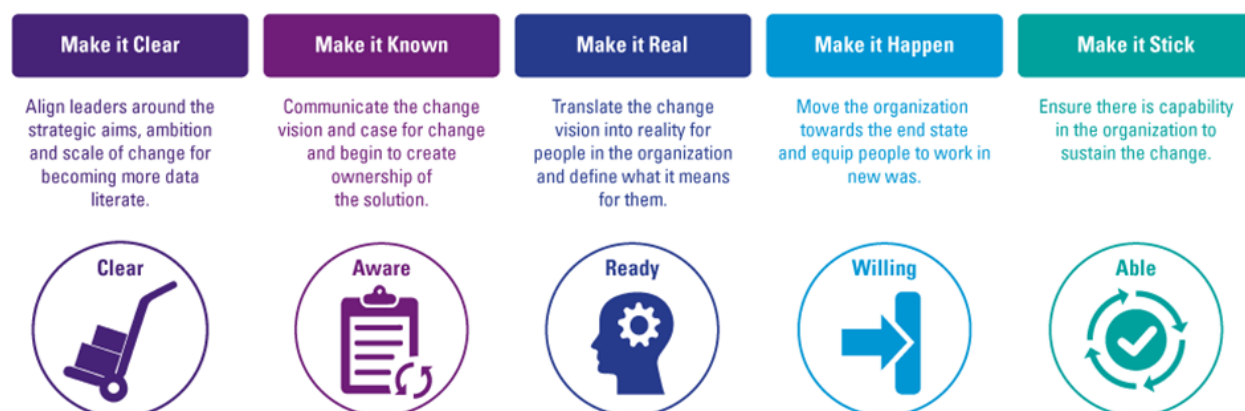 Make it Clear
Align leaders around the
strategic aims, ambition
and scale of change for
becoming more data
literate.
Clear
Make it Known
Communicate the change
vision and case for change
and begin to create
ownership of
the solution.
Aware
Make it Real
Translate the change
vision into reality for
people in the organization
and define what it means
for them.
Ready
Make it Happen
Move the organization
towards the end state
and equip people to work in
new was.
Willing
Make it Stick
Ensure there is capability
in the organization to
sustain the change.
Able